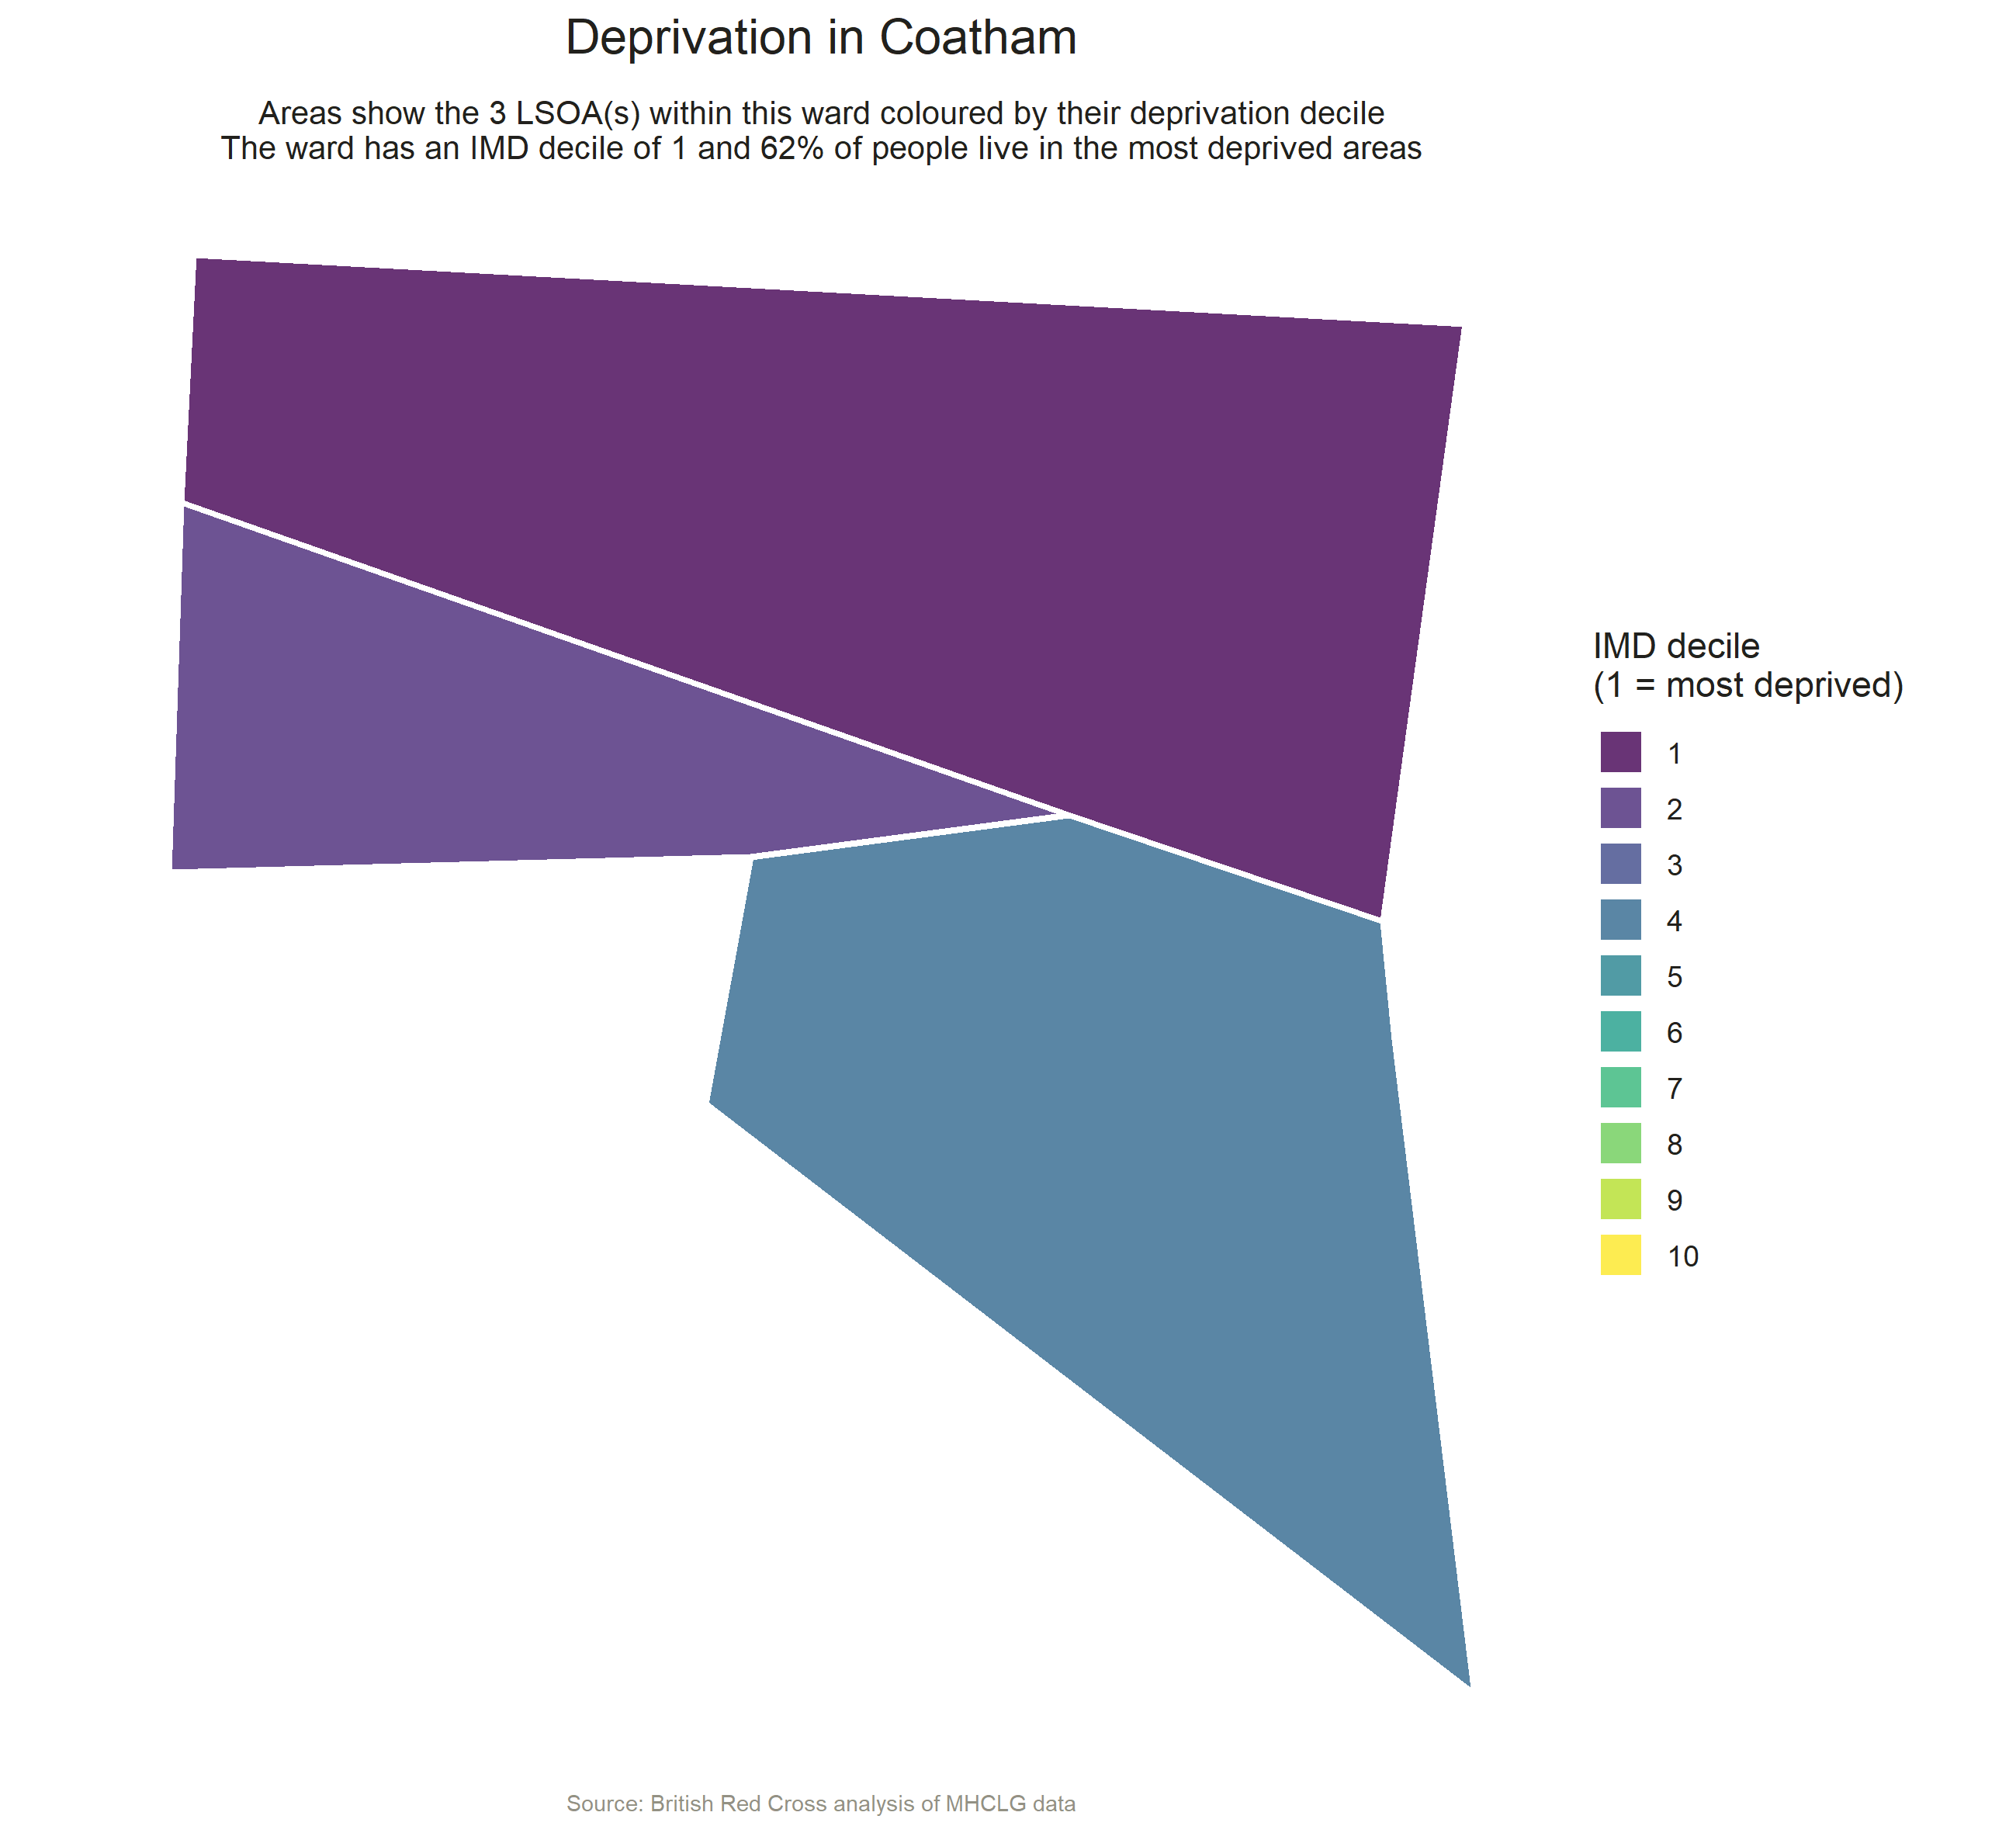 Deprivation in Coatham
Areas show the 3 LSOA(s) within this ward coloured by their deprivation decile
The ward has an IMD decile of 1 and 62% of people live in the most deprived areas
IMD decile
(1 = most deprived)
1
2
3
4
5
6
7
8
9
10
Source: British Red Cross analysis of MHCLG data